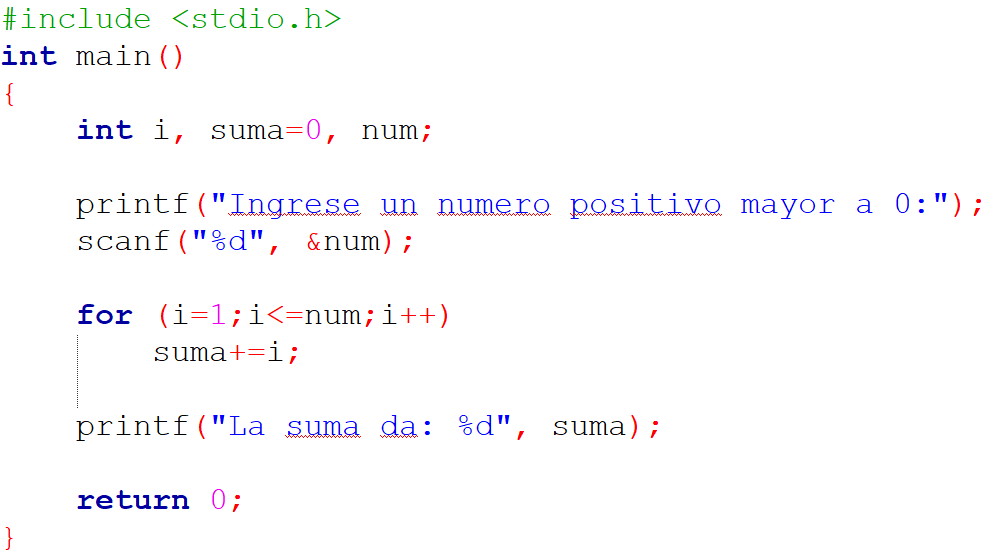 #include <stdio.h>
int main()
{
int i, suma=0, num;
printf("Ingrese un numero positivo mayor a 0:");
scanf("%d", &num);
for (i=1;i<=num;i++)
suma+=i;
printf("La suma da: %d", suma);
return 0;
}